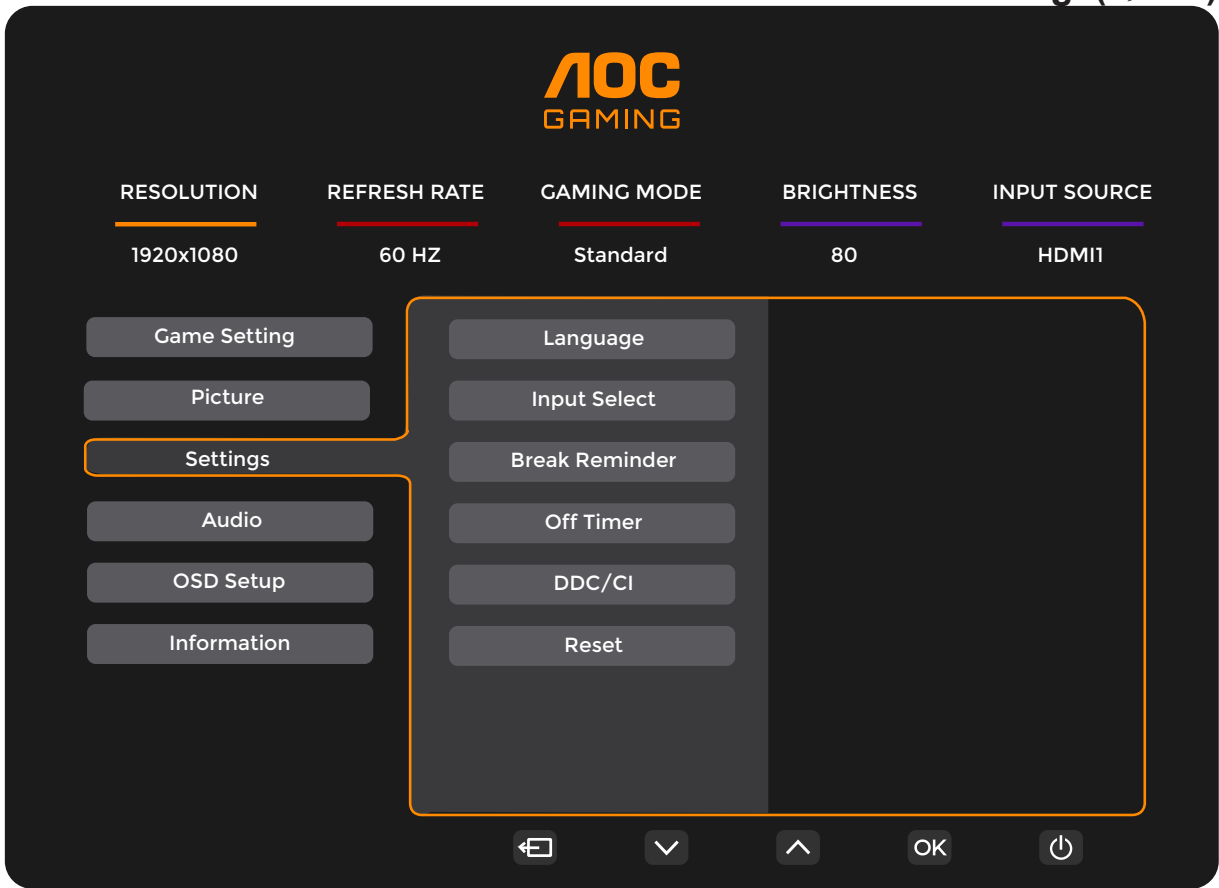 AOC
GAMING
RESOLUTION REFRESH RATE GAMING MODE BRIGHTNESS INPUT SOURCE
1920x1080 60 HZ Standard 80 HDMI1
Game Setting Language
Picture Input Select
Settings Break Reminder
Audio Off Timer
OSD Setup DDC/CI
Information Reset
OK